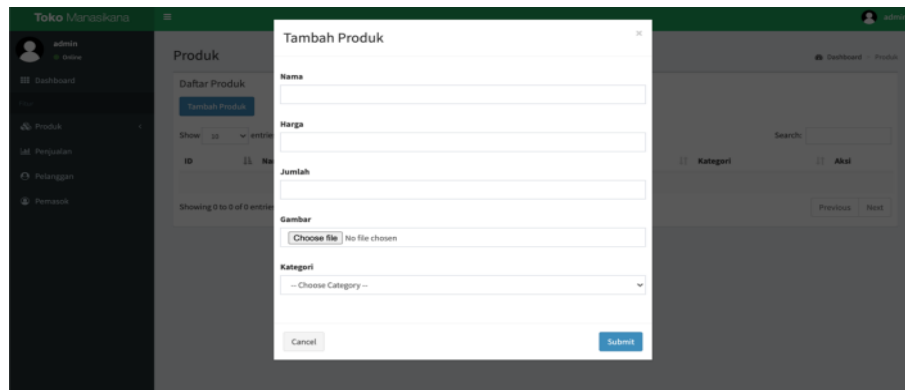 Toko Manasikana
admin
admin
Online
Dashboard
Produk
Penjualan
Pelanggan
Pemasok
Produk
Dashboard
Produk
Daftar Produk
Tambah Produk
Show 10 entries
Search:
ID
Kategori
Aksi
Showing 0 to 0 of 0 entries
Previous
Next
Tambah Produk
×
Nama
Harga
Jumlah
Gambar
Choose file No file chosen
Kategori
-- Choose Category --
Cancel
Submit